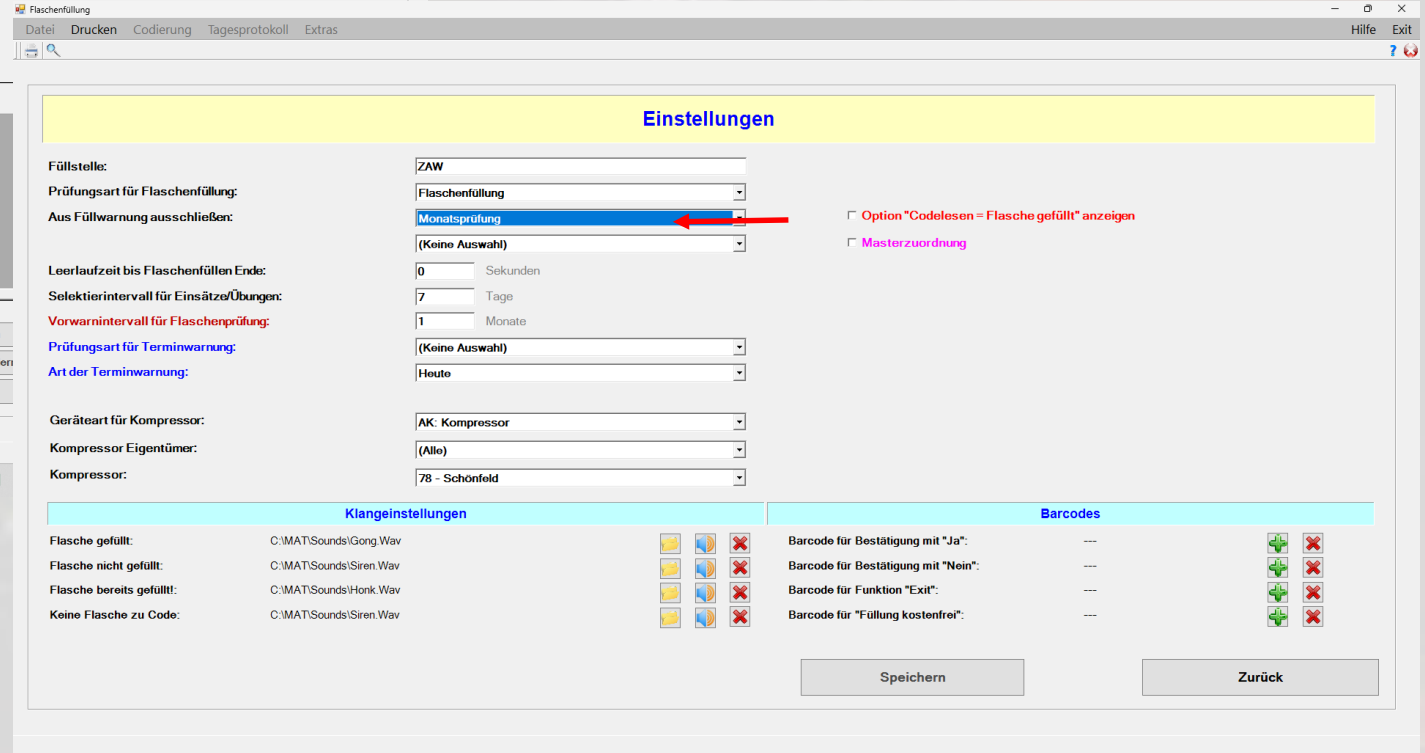 Flaschenfüllung
Datei Drucken Codierung Tagesprotokoll Extras Hilfe Exit
?
Einstellungen
Füllstelle: ZAW
Prüfungsart für Flaschenfüllung: Flaschenfüllung
Aus Füllwarnung ausschließen: Monatsprüfung Option "Codelesen = Flasche gefüllt" anzeigen
(Keine Auswahl) Masterzuordnung
Leerlaufzeit bis Flaschenfüllen Ende: 0 Sekunden
Selektierintervall für Einsätze/Übungen: 7 Tage
Vorwarnintervall für Flaschenprüfung: 1 Monate
Prüfungsart für Terminwarnung: (Keine Auswahl)
Art der Terminwarnung: Heute
Geräteart für Kompressor: AK: Kompressor
Kompressor Eigentümer: (Alle)
Kompressor: 78 - Schönfeld
Klangeinstellungen Barcodes
Flasche gefüllt: C:\MAT\Sounds\Gong.Wav Barcode für Bestätigung mit "Ja": ---
Flasche nicht gefüllt: C:\MAT\Sounds\Siren.Wav Barcode für Bestätigung mit "Nein": ---
Flasche bereits gefüllt!: C:\MAT\Sounds\Honk.Wav Barcode für Funktion "Exit": ---
Keine Flasche zu Code: C:\MAT\Sounds\Siren.Wav Barcode für "Füllung kostenfrei": ---
Speichern Zurück